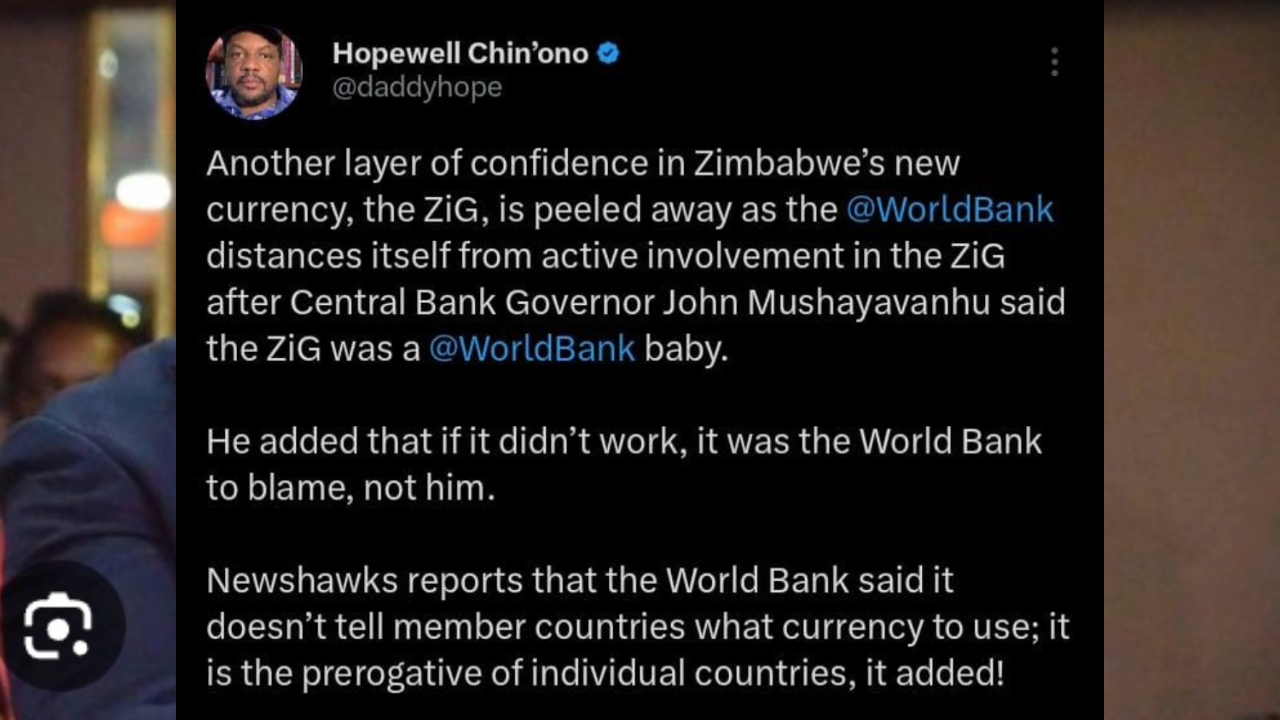 Hopewell Chin’ono
@daddyhope
Another layer of confidence in Zimbabwe’s new
currency, the ZiG, is peeled away as the @WorldBank
distances itself from active involvement in the ZiG
after Central Bank Governor John Mushayavanhu said
the ZiG was a @WorldBank baby.
He added that if it didn’t work, it was the World Bank
to blame, not him.
Newshawks reports that the World Bank said it
doesn’t tell member countries what currency to use; it
is the prerogative of individual countries, it added!